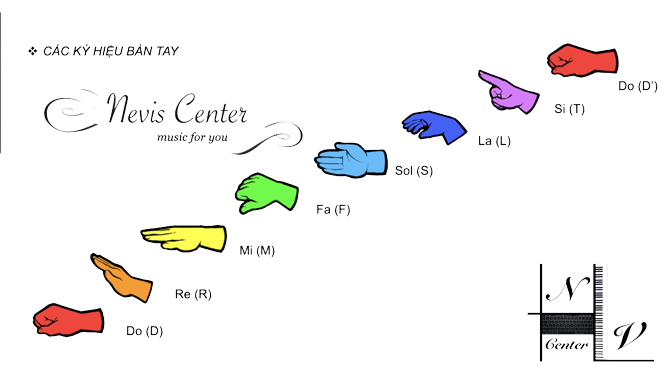 ❖ CÁC KÝ HIỆU BÀN TAY
Nevis Center
music for you
Do (D')
Si (T)
La (L)
Sol (S)
Fa (F)
Mi (M)
Re (R)
Do (D)
N
Center
V